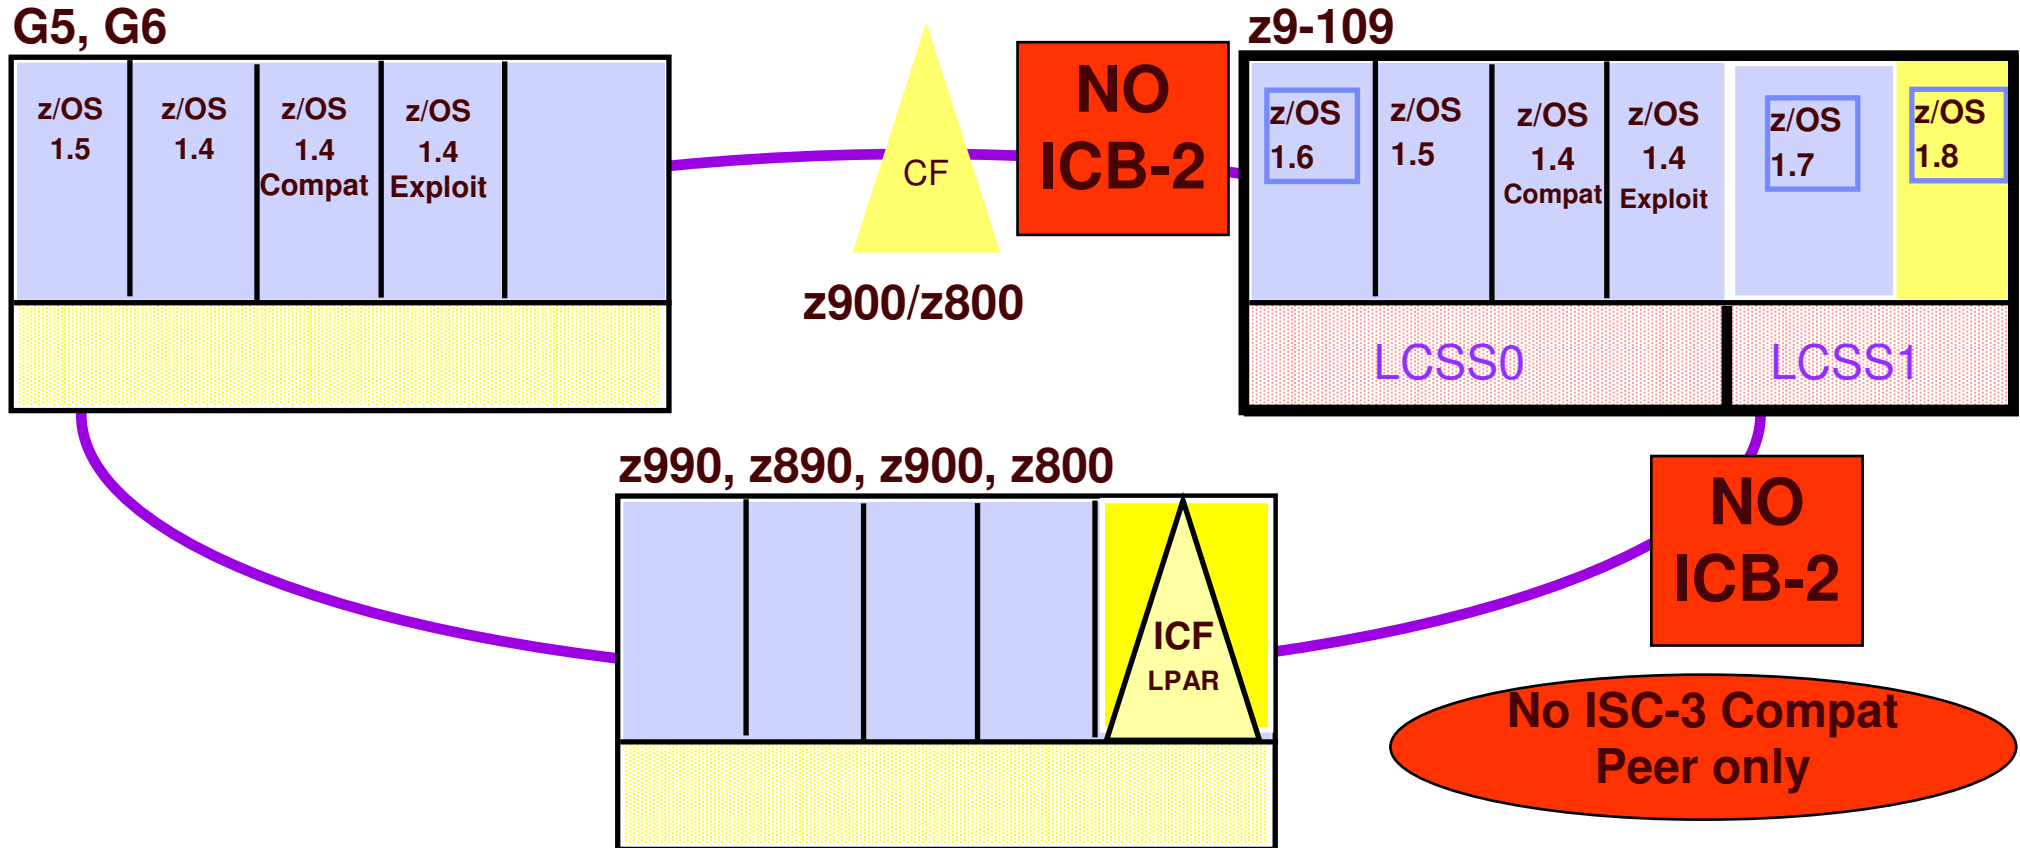 G5, G6
z/OS
1.5
z/OS
1.4
z/OS
1.4
Compat
z/OS
1.4
Exploit
CF
z900/z800
NO
ICB-2
z9-109
z/OS
1.6
z/OS
1.5
z/OS
1.4
Compat
z/OS
1.4
Exploit
z/OS
1.7
z/OS
1.8
LCSS0
LCSS1
z990, z890, z900, z800
ICF
LPAR
NO
ICB-2
No ISC-3 Compat
Peer only